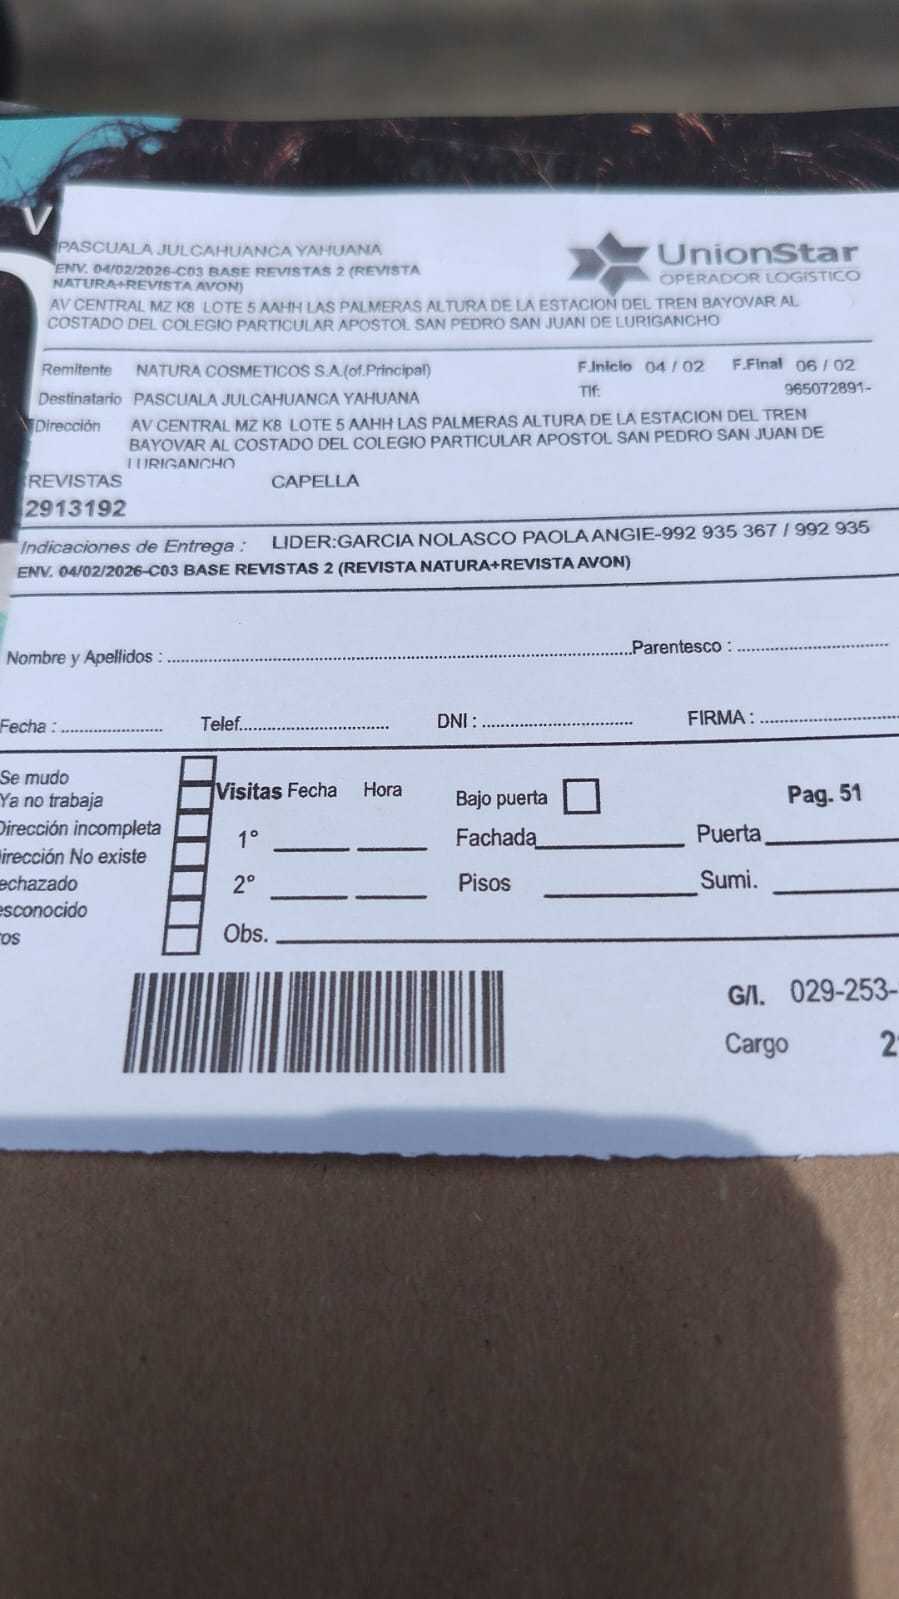 V
PASCUALA JULCAHUANCA YAHUANA
ENV. 04/02/2026-C03 BASE REVISTAS 2 (REVISTA
NATURA+REVISTA AVON)
UnionStar
OPERADOR LOGISTICO
AV CENTRAL MZ K8 LOTE 5 AAHH LAS PALMERAS ALTURA DE LA ESTACION DEL TREN BAYOVAR AL
COSTADO DEL COLEGIO PARTICULAR APOSTOL SAN PEDRO SAN JUAN DE LURIGANCHO
Remitente NATURA COSMETICOS S.A.(of.Principal) F.Inicio 04 / 02 F.Final 06 / 02
Destinatario PASCUALA JULCAHUANCA YAHUANA Tlf: 965072891-
Dirección AV CENTRAL MZ K8 LOTE 5 AAHH LAS PALMERAS ALTURA DE LA ESTACION DEL TREN
BAYOVAR AL COSTADO DEL COLEGIO PARTICULAR APOSTOL SAN PEDRO SAN JUAN DE
LURIGANCHO
REVISTAS CAPELLA
2913192
Indicaciones de Entrega : LIDER:GARCIA NOLASCO PAOLA ANGIE-992 935 367 / 992 935
ENV. 04/02/2026-C03 BASE REVISTAS 2 (REVISTA NATURA+REVISTA AVON)
Nombre y Apellidos : Parentesco :
Fecha : Telef. DNI : FIRMA :
Se mudo
Ya no trabaja
Dirección incompleta
irección No existe
echazado
esconocido
ros
Visitas Fecha Hora Bajo puerta Pag. 51
1° Fachada Puerta
2° Pisos Sumi.
Obs.
G/I. 029-253-
Cargo 2